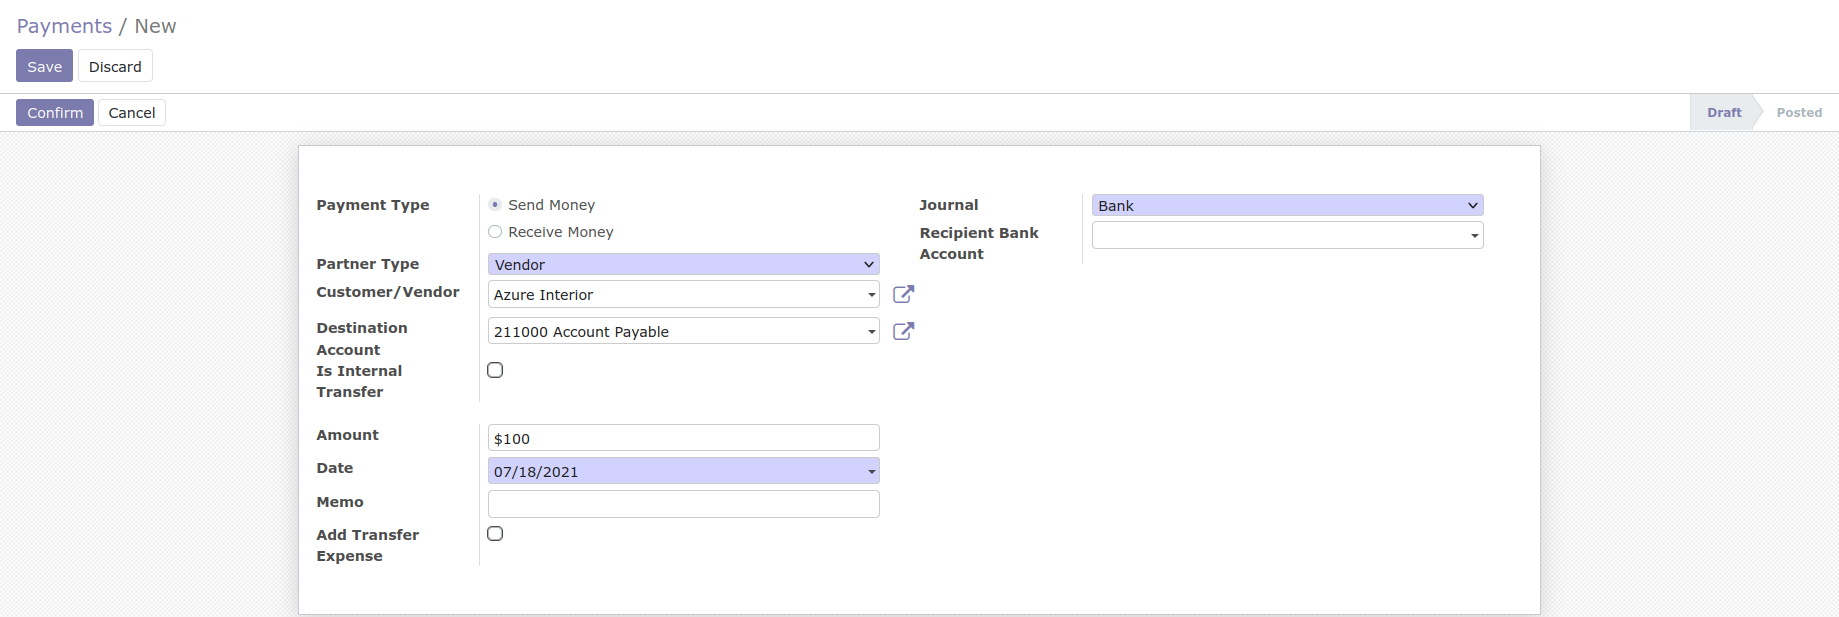 Payments / New
Save Discard
Confirm Cancel Draft Posted
Payment Type Send Money
Receive Money
Journal Bank
Recipient Bank
Account
Partner Type Vendor
Customer/Vendor Azure Interior
Destination
Account
211000 Account Payable
Is Internal
Transfer
Amount $100
Date 07/18/2021
Memo
Add Transfer
Expense